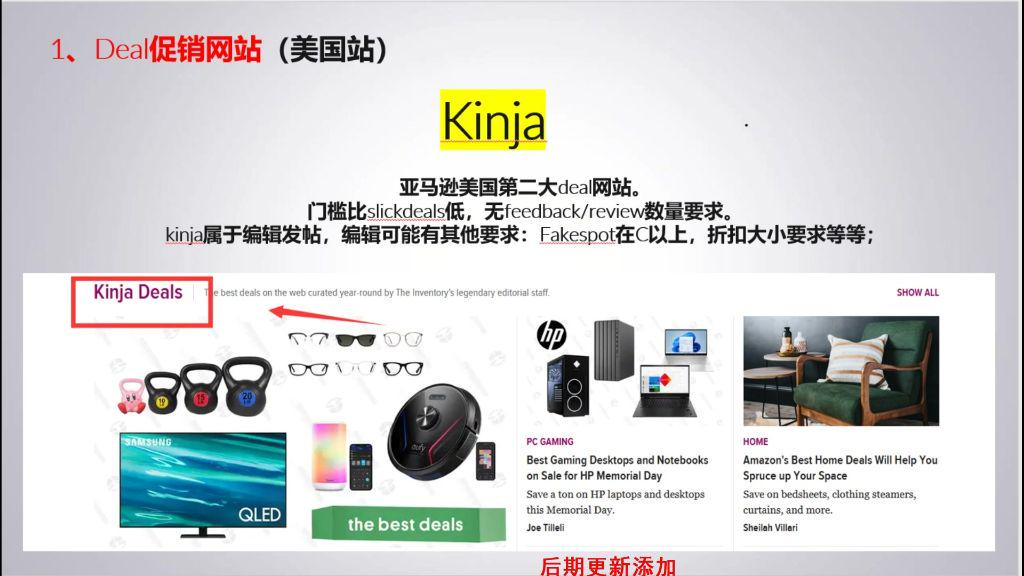 1、Deal促销网站（美国站）
Kinja
亚马逊美国第二大deal网站。
门槛比slickdeals低，无feedback/review数量要求。
kinja属于编辑发帖，编辑可能有其他要求：Fakespot在C以上，折扣大小要求等等；
Kinja Deals
The best deals on the web curated year-round by The Inventory's legendary editorial staff.
SHOW ALL
10
15
20
SAMSUNG
QLED
eufy
the best deals
hp
PC GAMING
Best Gaming Desktops and Notebooks
on Sale for HP Memorial Day
Save a ton on HP laptops and desktops
this Memorial Day.
Joe Tilleli
HOME
Amazon's Best Home Deals Will Help You
Spruce up Your Space
Save on bedsheets, clothing steamers,
curtains, and more.
Sheilah Villari
后期更新添加